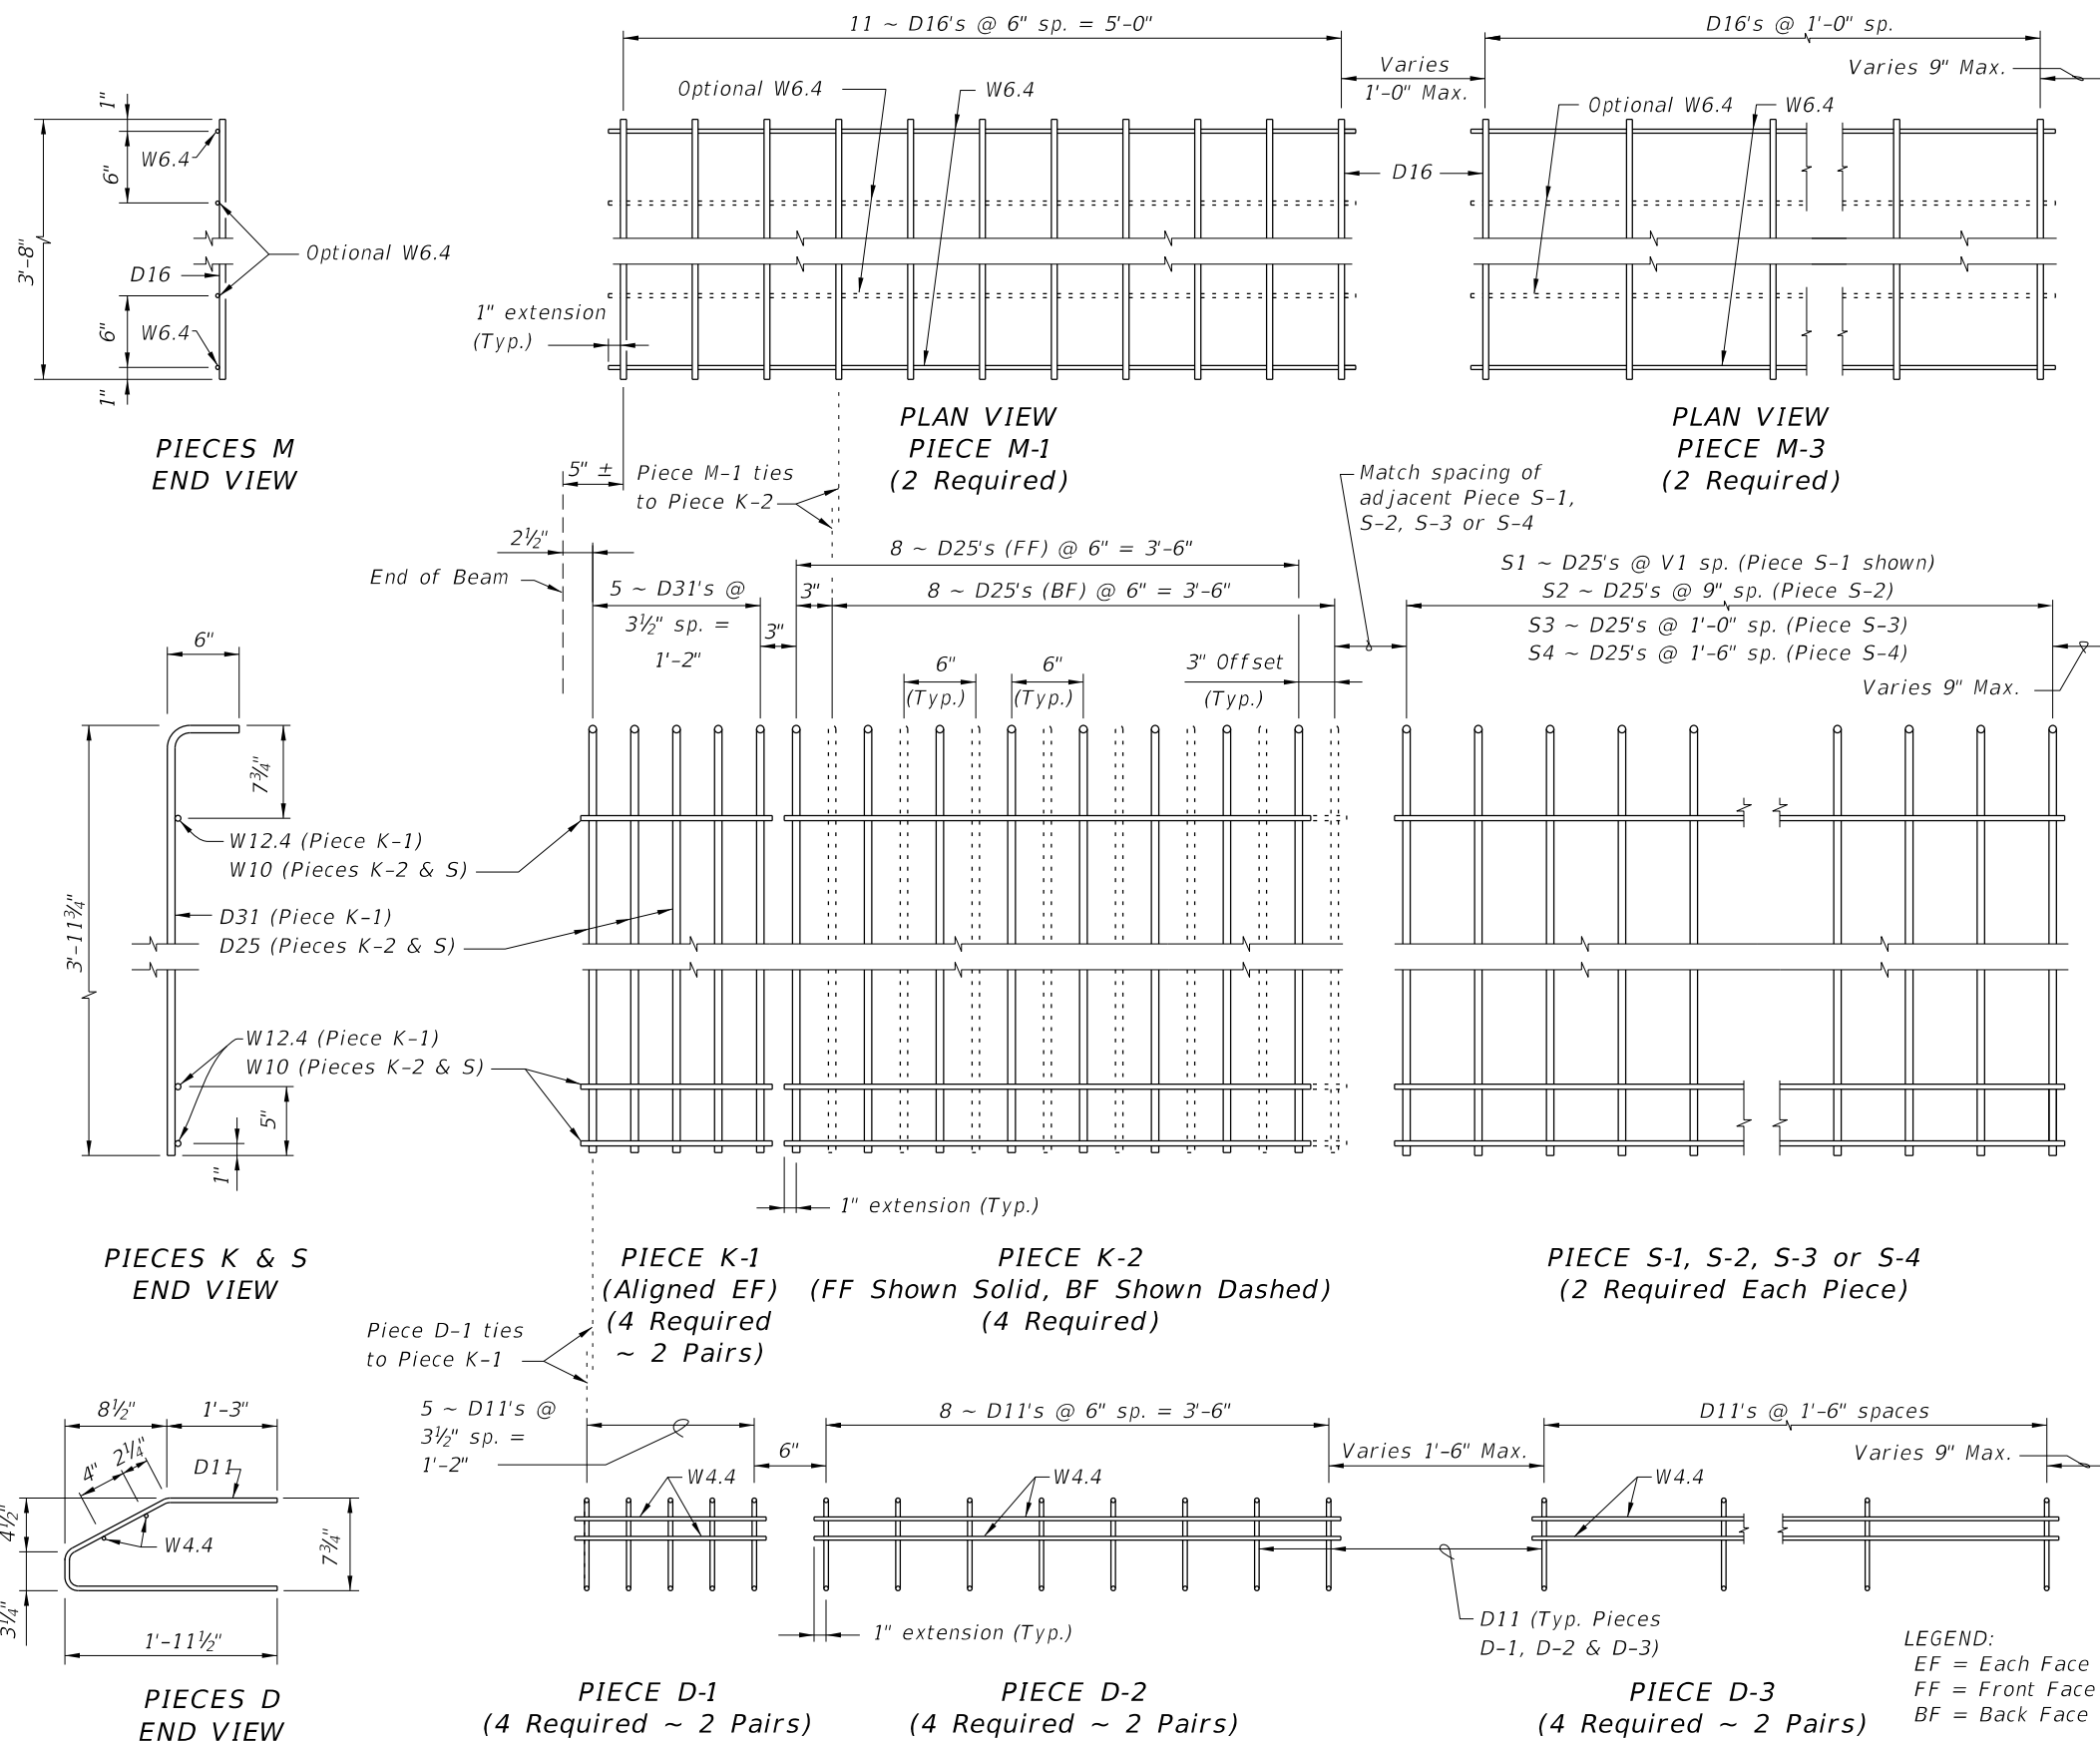 11 ~ D16's @ 6" sp. = 5'-0"
D16's @ 1'-0" sp.
Varies
1'-0" Max.
Varies 9" Max.
Optional W6.4
W6.4
Optional W6.4
W6.4
1"
6"
W6.4
3'-8"
D16
Optional W6.4
6"
W6.4
1"
D16
1" extension
(Typ.)
PIECES M
END VIEW
PLAN VIEW
PIECE M-1
(2 Required)
PLAN VIEW
PIECE M-3
(2 Required)
5" ±
Piece M-1 ties
to Piece K-2
Match spacing of
adjacent Piece S-1,
S-2, S-3 or S-4
2½"
End of Beam
5 ~ D31's @
3½" sp. =
1'-2"
3"
8 ~ D25's (FF) @ 6" = 3'-6"
3"
8 ~ D25's (BF) @ 6" = 3'-6"
6"
(Typ.)
6"
(Typ.)
3" Offset
(Typ.)
S1 ~ D25's @ V1 sp. (Piece S-1 shown)
S2 ~ D25's @ 9" sp. (Piece S-2)
S3 ~ D25's @ 1'-0" sp. (Piece S-3)
S4 ~ D25's @ 1'-6" sp. (Piece S-4)
Varies 9" Max.
6"
7¾"
W12.4 (Piece K-1)
W10 (Pieces K-2 & S)
3'-11¾"
D31 (Piece K-1)
D25 (Pieces K-2 & S)
W12.4 (Piece K-1)
W10 (Pieces K-2 & S)
5"
1"
1" extension (Typ.)
PIECES K & S
END VIEW
PIECE K-1
(Aligned EF)
(4 Required
~ 2 Pairs)
PIECE K-2
(FF Shown Solid, BF Shown Dashed)
(4 Required)
PIECE S-1, S-2, S-3 or S-4
(2 Required Each Piece)
Piece D-1 ties
to Piece K-1
8½"
1'-3"
4"
2¼"
D11
4½"
W4.4
7¾"
3¼"
1'-11½"
5 ~ D11's @
3½" sp. =
1'-2"
W4.4
6"
8 ~ D11's @ 6" sp. = 3'-6"
W4.4
Varies 1'-6" Max.
D11's @ 1'-6" spaces
Varies 9" Max.
W4.4
1" extension (Typ.)
D11 (Typ. Pieces
D-1, D-2 & D-3)
PIECES D
END VIEW
PIECE D-1
(4 Required ~ 2 Pairs)
PIECE D-2
(4 Required ~ 2 Pairs)
PIECE D-3
(4 Required ~ 2 Pairs)
LEGEND:
EF = Each Face
FF = Front Face
BF = Back Face